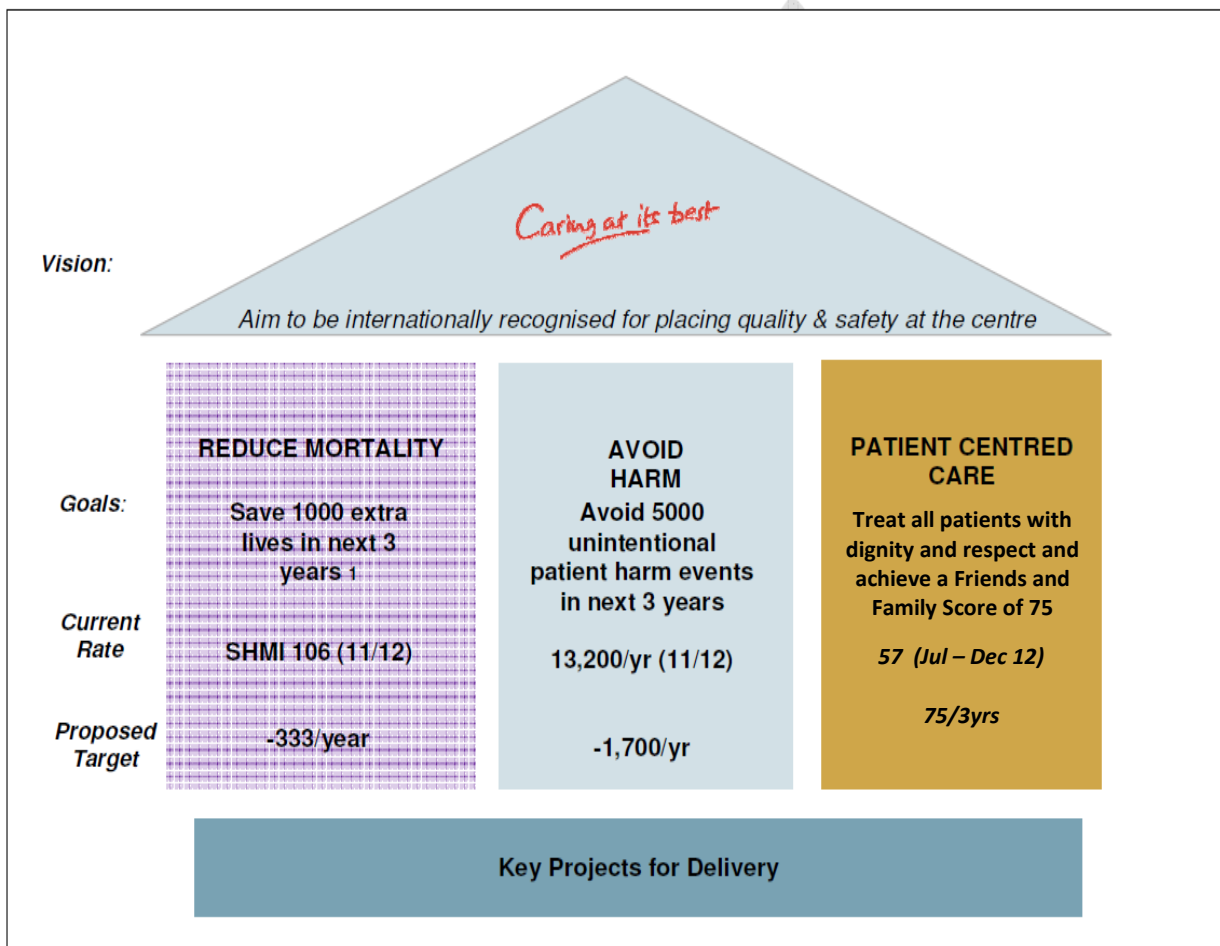 Caring at its best
Vision:
Aim to be internationally recognised for placing quality & safety at the centre
Goals:
REDUCE MORTALITY
Save 1000 extra
lives in next 3
years 1
AVOID
HARM
Avoid 5000
unintentional
patient harm events
in next 3 years
PATIENT CENTRED
CARE
Treat all patients with
dignity and respect and
achieve a Friends and
Family Score of 75
Current
Rate
SHMI 106 (11/12)
13,200/yr (11/12)
57 (Jul – Dec 12)
Proposed
Target
-333/year
-1,700/yr
75/3yrs
Key Projects for Delivery